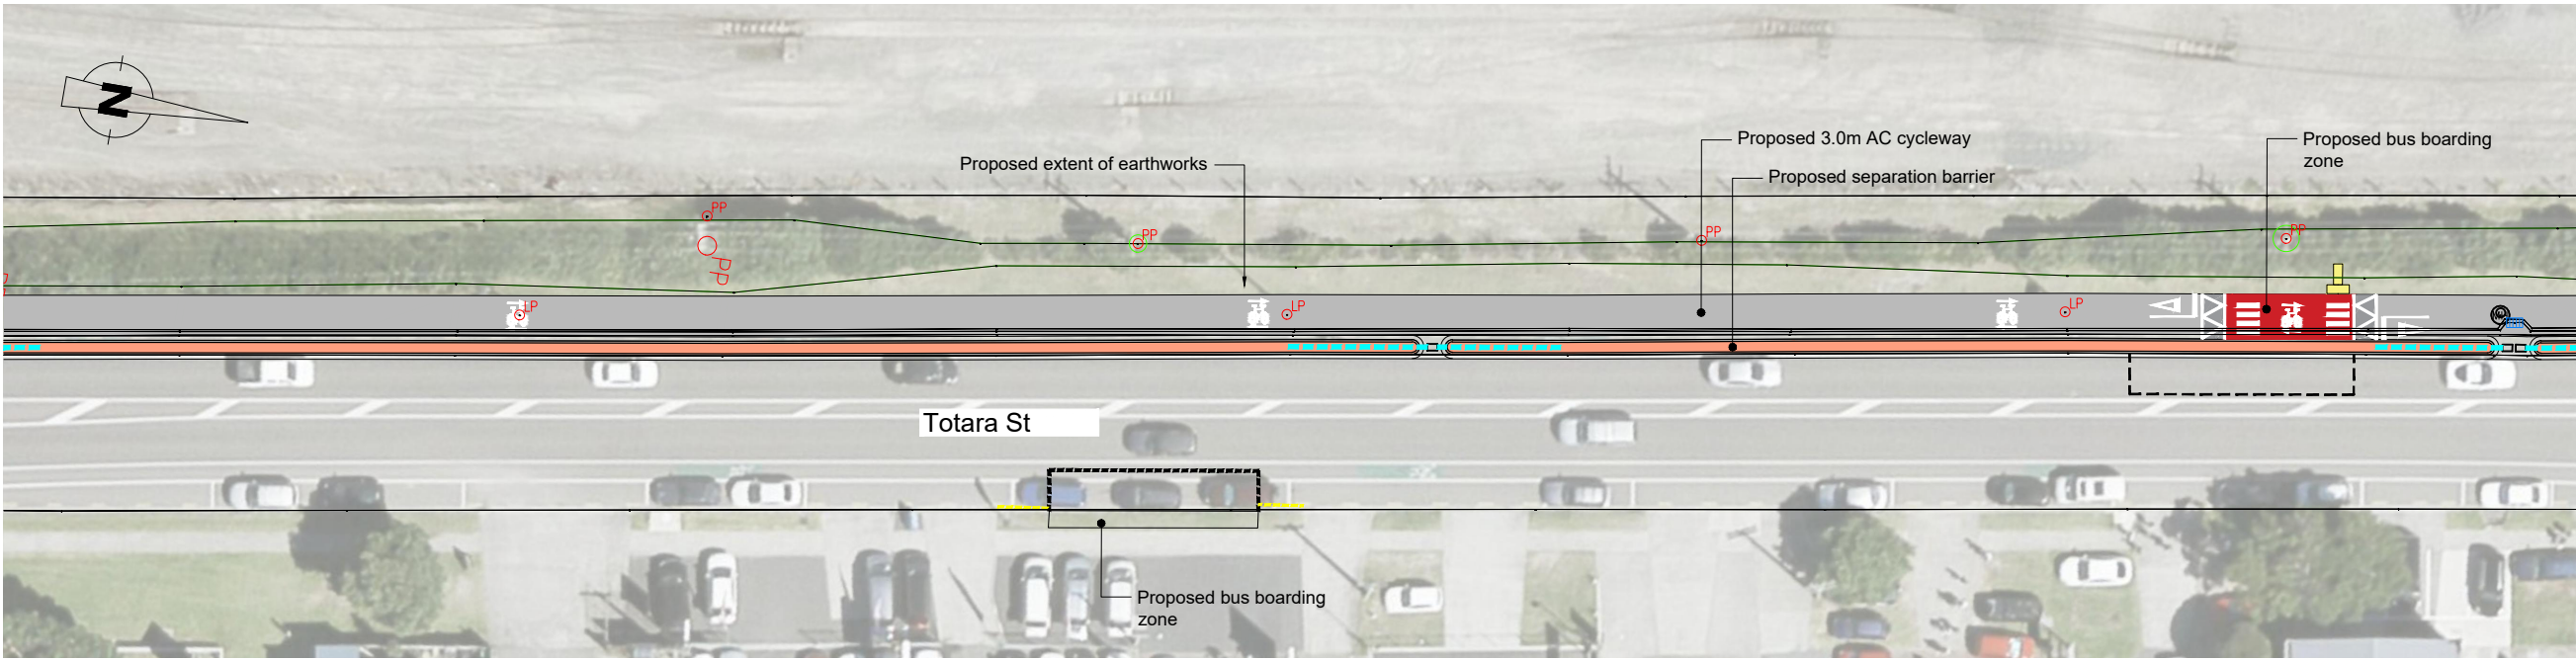 N
Proposed 3.0m AC cycleway
Proposed bus boarding
zone
Proposed extent of earthworks
Proposed separation barrier
PP
PP
PP
PP
PP
LP
LP
LP
Totara St
Proposed bus boarding
zone